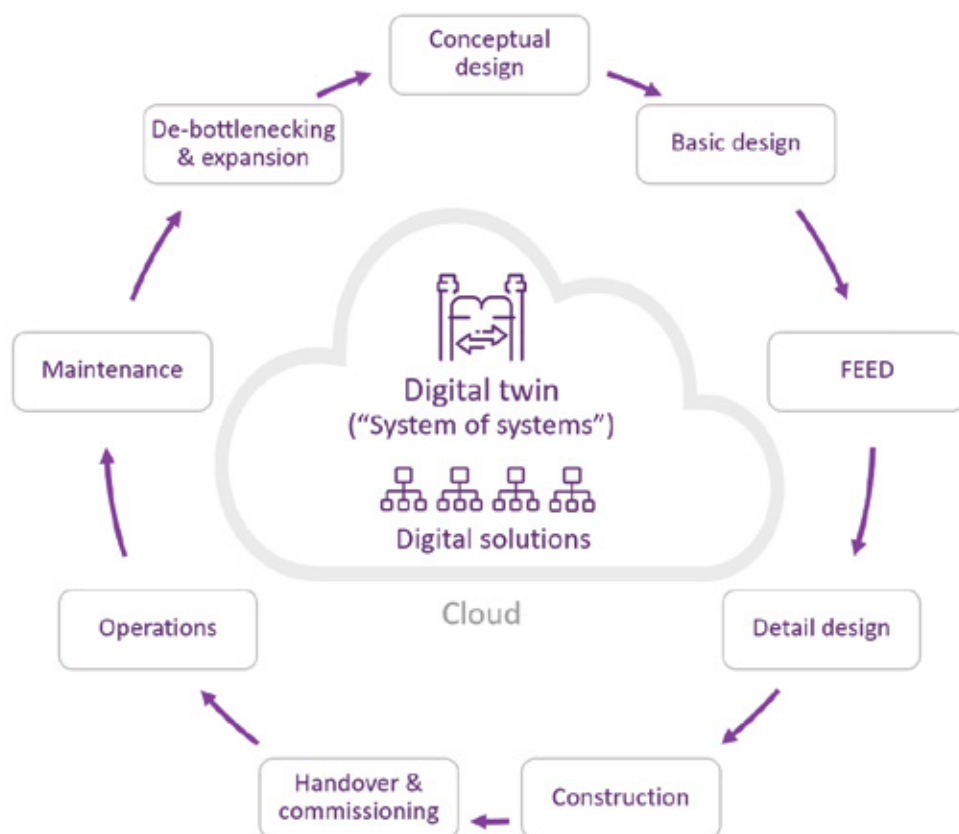 Conceptual
design
Basic design
FEED
Detail design
Construction
Handover &
commissioning
Operations
Maintenance
De-bottlenecking
& expansion
Digital twin
(“System of systems”)
Digital solutions
Cloud